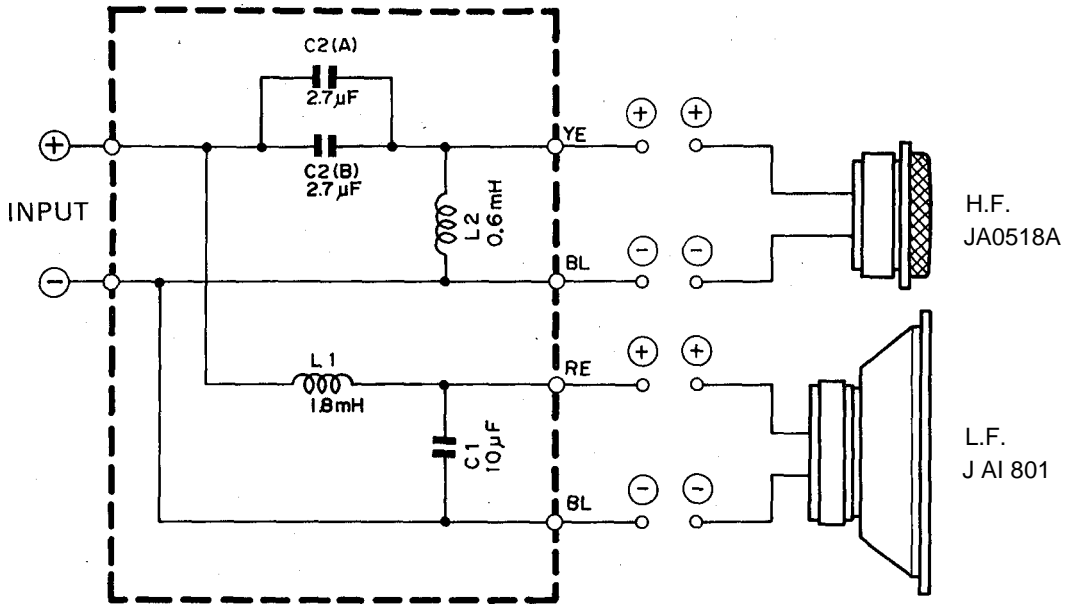 C2(A)
2.7μF
C2(B)
2.7μF
+
INPUT
−
YE
+ +
L2
0.6mH
BL
− −
H.F.
JA0518A
L.1
1.8mH
RE
+ +
C1
10μF
BL
− −
L.F.
J AI 801